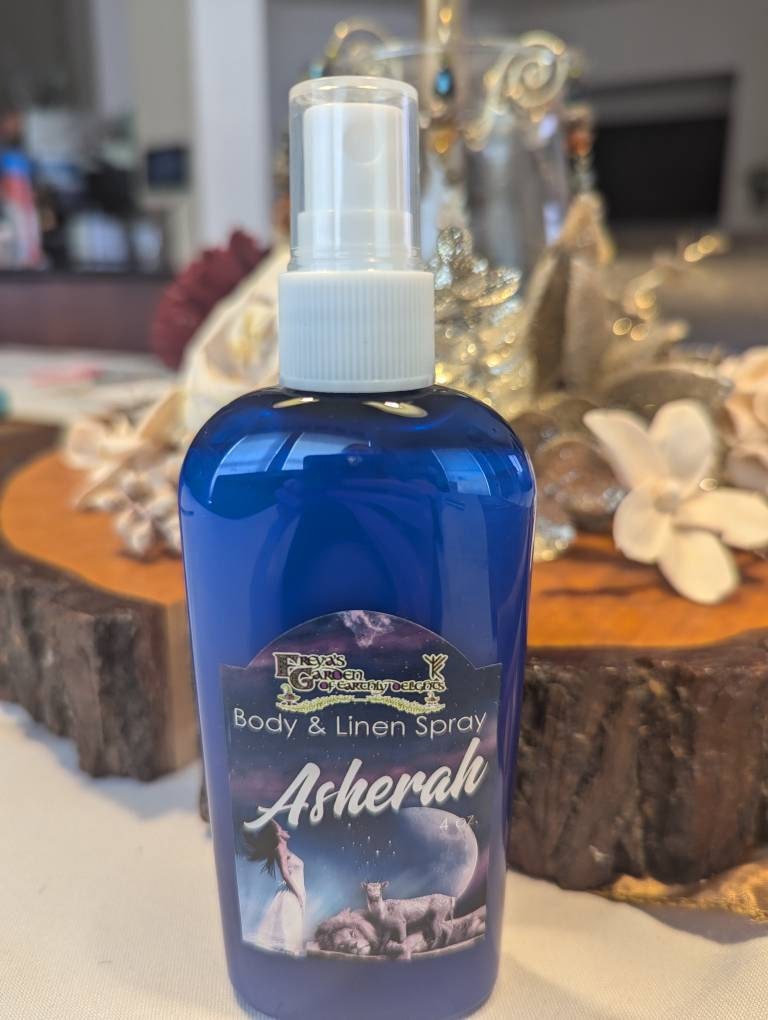 FREYA'S
GARDEN
OF EARTHLY DELIGHTS
Body & Linen Spray
Asherah
4 oz.